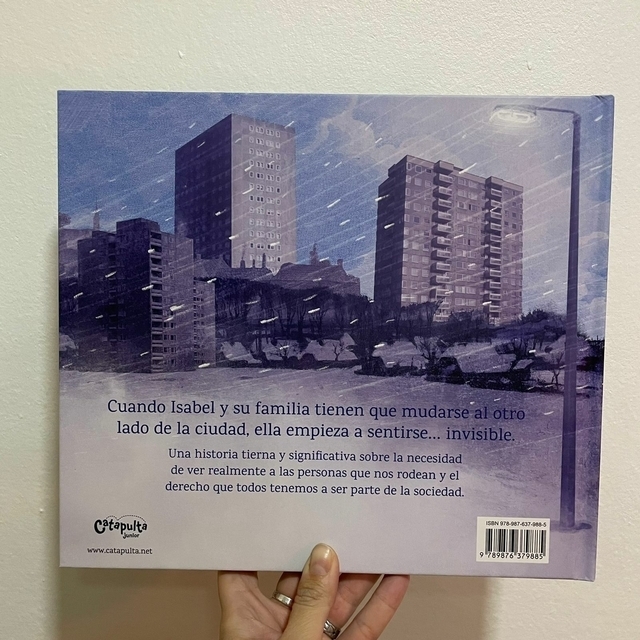 Cuando Isabel y su familia tienen que mudarse al otro
lado de la ciudad, ella empieza a sentirse... invisible.
Una historia tierna y significativa sobre la necesidad
de ver realmente a las personas que nos rodean y el
derecho que todos tenemos a ser parte de la sociedad.
Catapulta
junior
www.catapulta.net
ISBN 978-987-637-988-5
9 789876 379885